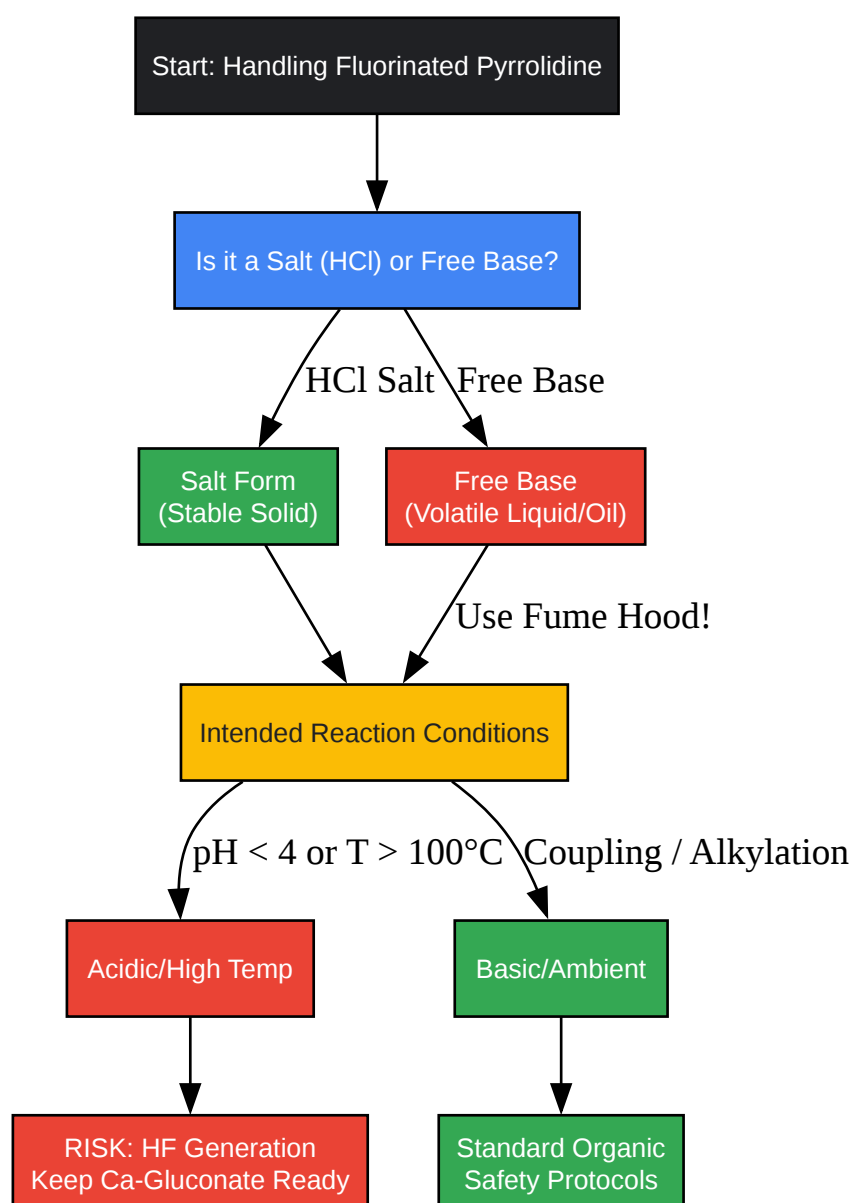 Start: Handling Fluorinated Pyrrolidine
Is it a Salt (HCl) or Free Base?
HCl Salt
Free Base
Salt Form
(Stable Solid)
Free Base
(Volatile Liquid/Oil)
Use Fume Hood!
Intended Reaction Conditions
pH < 4 or T > 100°C
Coupling / Alkylation
Acidic/High Temp
Basic/Ambient
RISK: HF Generation
Keep Ca-Gluconate Ready
Standard Organic
Safety Protocols